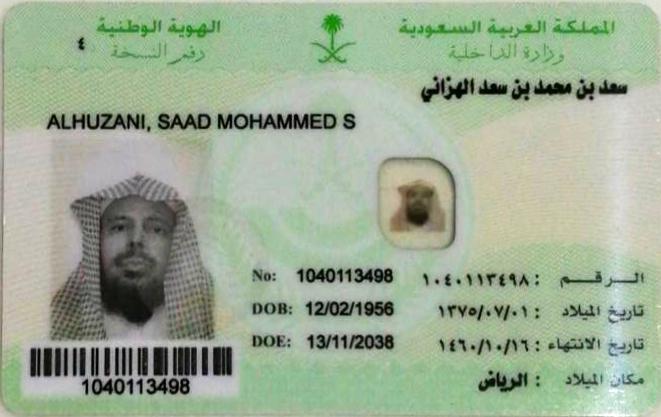 المملكة العربية السعودية
وزارة الداخلية
الهوية الوطنية
رقم النسخة ٤
سعد بن محمد بن سعد الهزاني
ALHUZANI, SAAD MOHAMMED S
الرقم : ١٠٤٠١١٣٤٩٨ No: 1040113498
تاريخ الميلاد : ١٣٧٥/٠٧/٠١ DOB: 12/02/1956
تاريخ الانتهاء : ١٤٦٠/١٠/١٦ DOE: 13/11/2038
مكان الميلاد : الرياض
1040113498